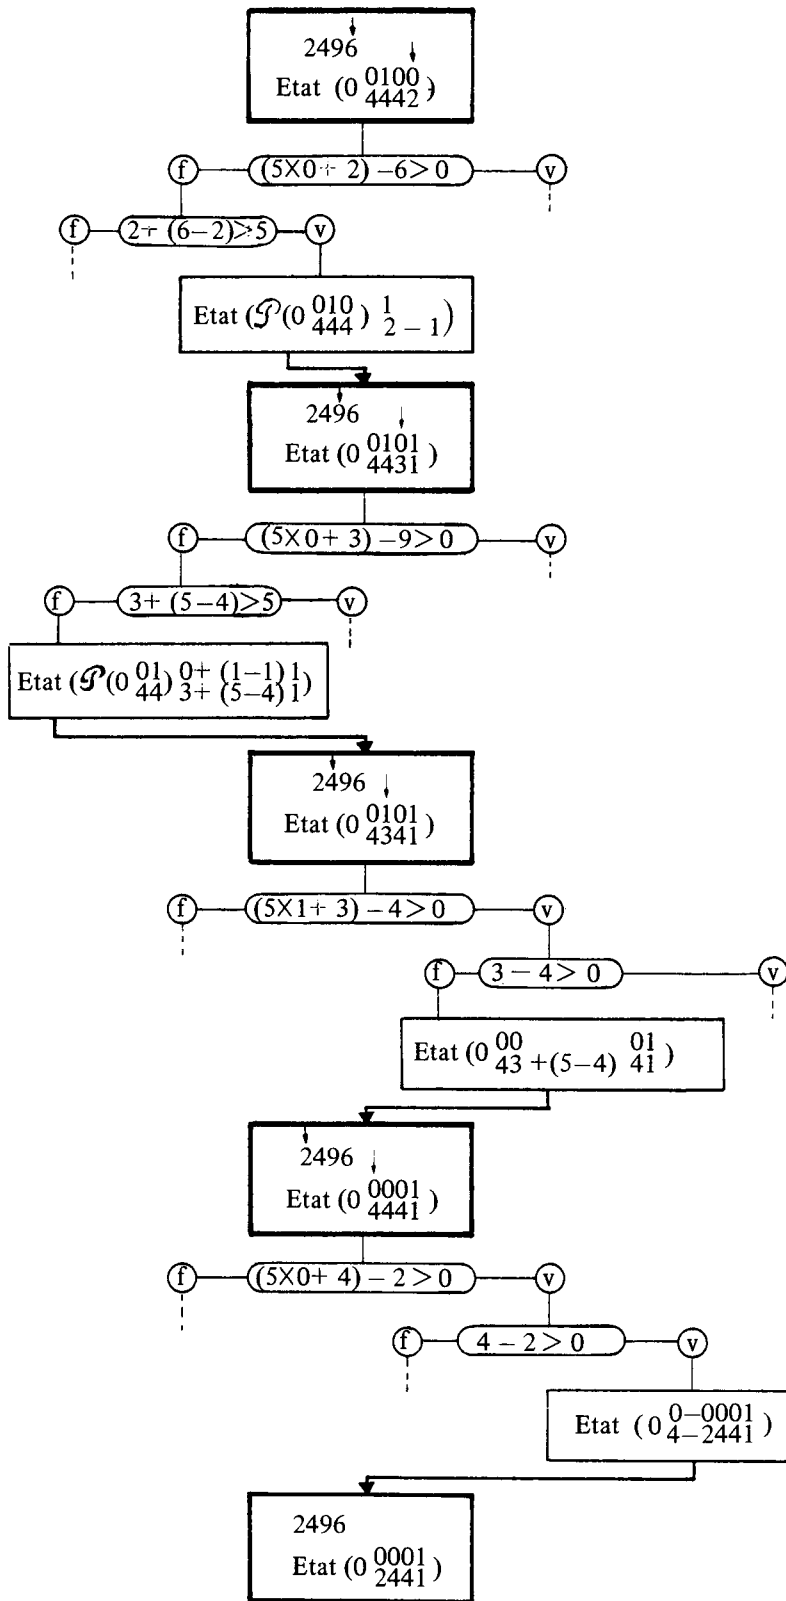 2496
Etat (0 0100
4442)
f (5×0+ 2) −6>0 v
f 2+ (6−2)>5 v
Etat (𝒫(0 010
444) 1
2 − 1)
2496
Etat (0 0101
4431)
f (5×0+ 3) −9>0 v
f 3+ (5−4)>5 v
Etat (𝒫(0 01
44) 0+ (1−1) 1
3+ (5−4) 1)
2496
Etat (0 0101
4341)
f (5×1+ 3) − 4>0 v
f 3 − 4> 0 v
Etat (0 00
43 +(5−4) 01
41)
2496
Etat (0 0001
4441)
f (5×0+ 4) − 2>0 v
f 4 − 2> 0 v
Etat (0 0−0001
4−2441)
2496
Etat (0 0001
2441)